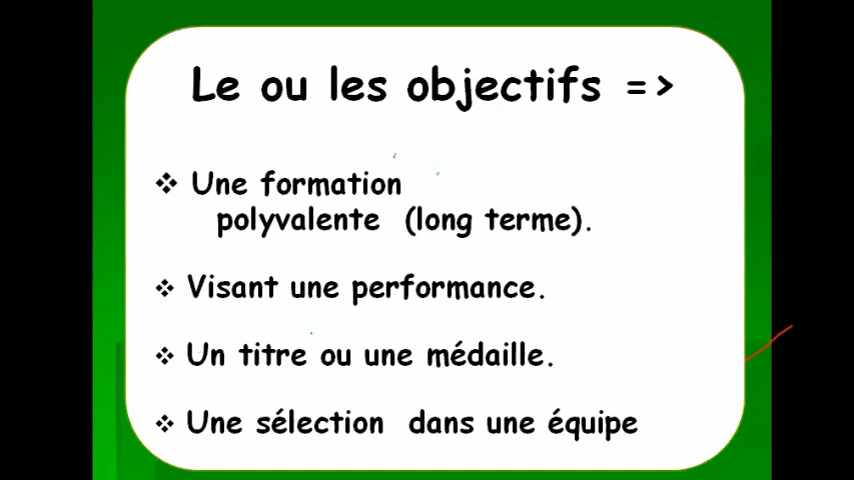 Le ou les objectifs =>
❖ Une formation
polyvalente (long terme).
❖ Visant une performance.
❖ Un titre ou une médaille.
❖ Une sélection dans une équipe